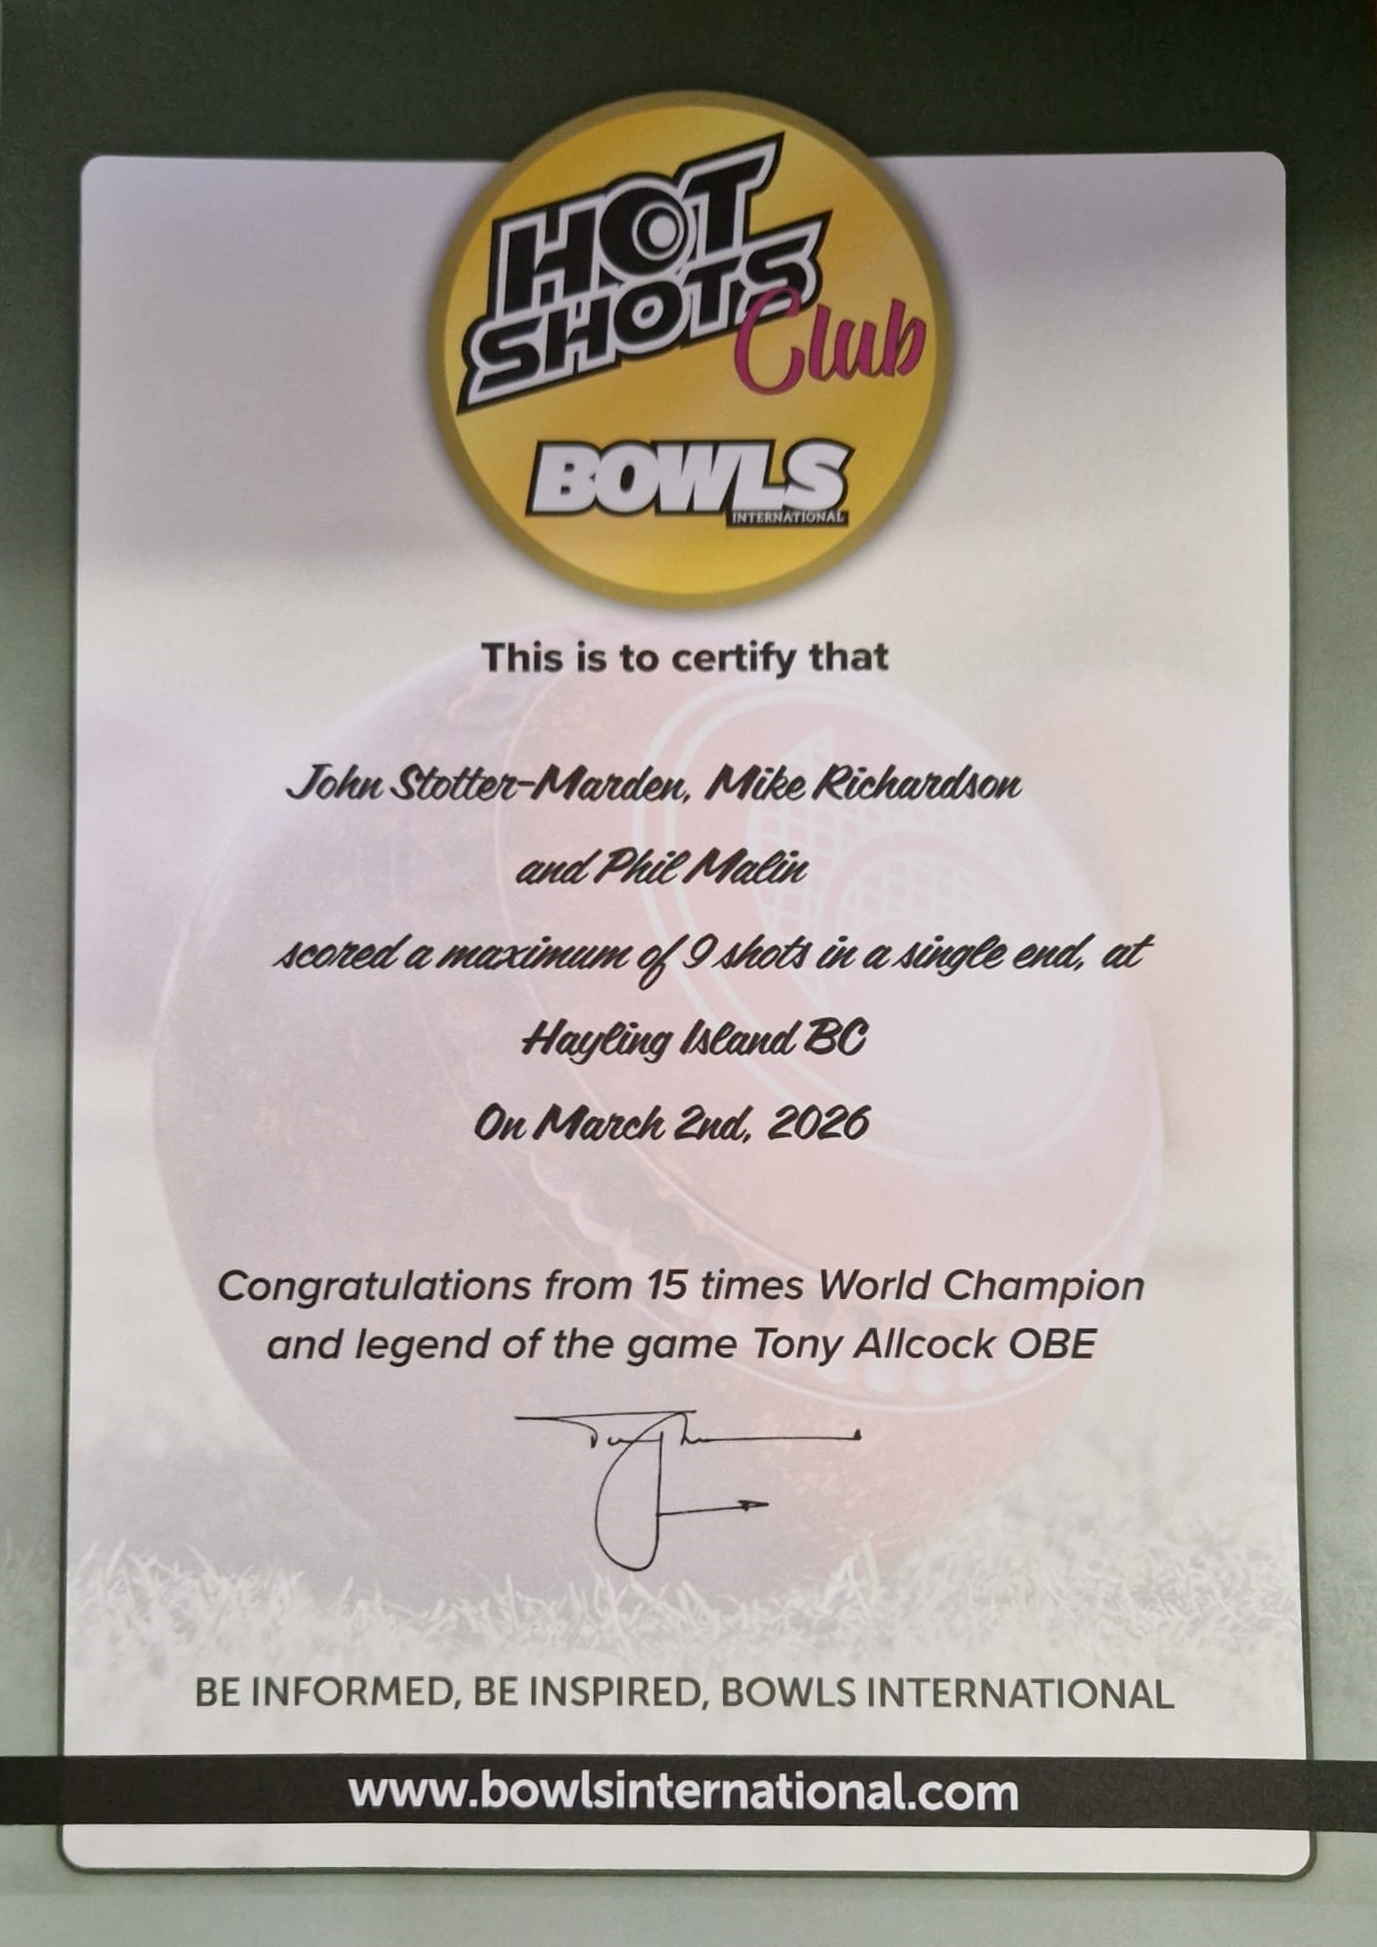 HOT
SHOTS
Club
BOWLS
INTERNATIONAL
This is to certify that
John Stotter-Marden, Mike Richardson
and Phil Malin
scored a maximum of 9 shots in a single end, at
Hayling Island BC
On March 2nd, 2026
Congratulations from 15 times World Champion
and legend of the game Tony Allcock OBE
BE INFORMED, BE INSPIRED, BOWLS INTERNATIONAL
www.bowlsinternational.com